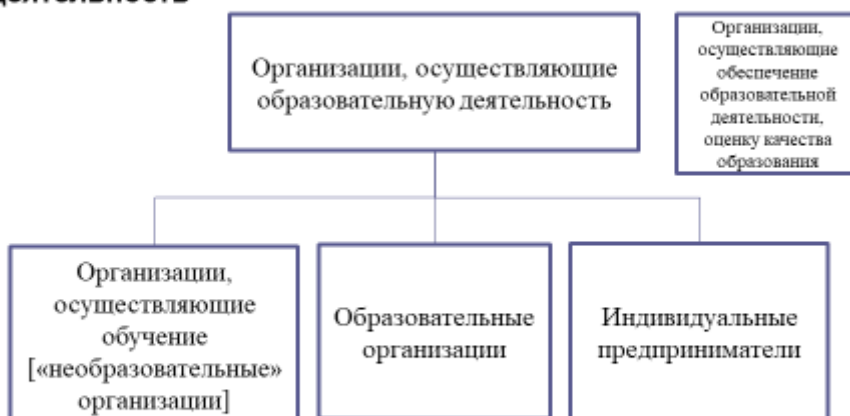 деятельность
Организации, осуществляющие
образовательную деятельность
Организации,
осуществляющие
обеспечение
образовательной
деятельности,
оценку качества
образования
Организации,
осуществляющие
обучение
[«необразовательные»
организации]
Образовательные
организации
Индивидуальные
предприниматели